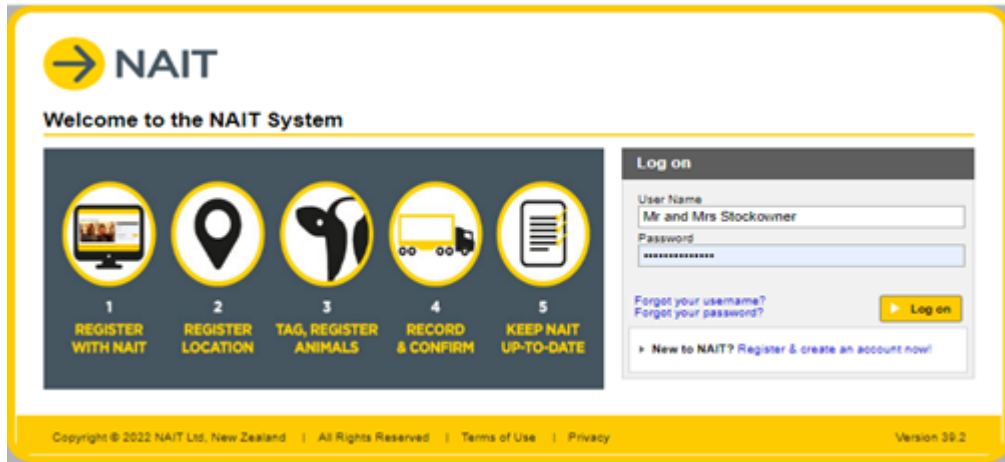 NAIT
Welcome to the NAIT System
1
REGISTER
WITH NAIT
2
REGISTER
LOCATION
3
TAG, REGISTER
ANIMALS
4
RECORD
& CONFIRM
5
KEEP NAIT
UP-TO-DATE
Log on
User Name
Mr and Mrs Stockowner
Password
••••••••••••••
Forgot your username?
Forgot your password?
Log on
New to NAIT? Register & create an account now!
Copyright © 2022 NAIT Ltd, New Zealand | All Rights Reserved | Terms of Use | Privacy
Version 39.2